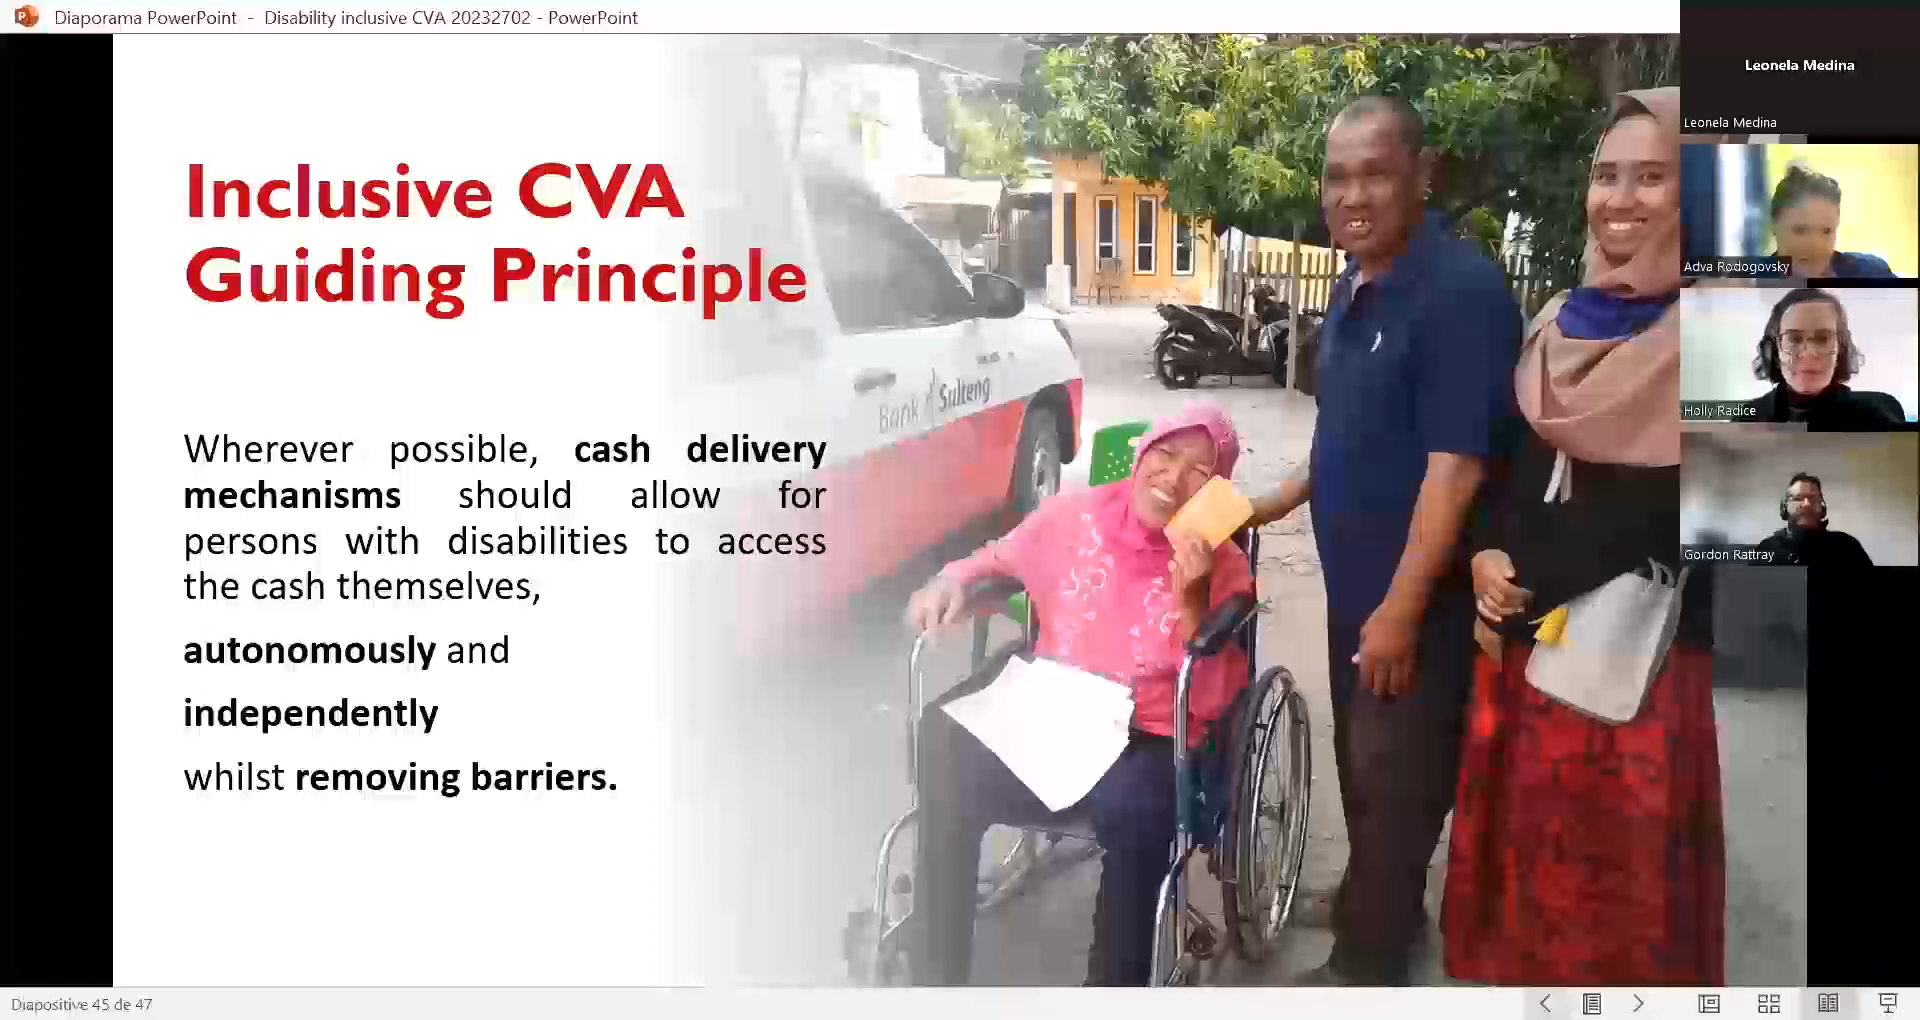 Diaporama PowerPoint - Disability inclusive CVA 20232702 - PowerPoint
Inclusive CVA
Guiding Principle
Wherever possible, cash delivery
mechanisms should allow for
persons with disabilities to access
the cash themselves,
autonomously and
independently
whilst removing barriers.
Bank Sulteng
Leonela Medina
Leonela Medina
Adva Rodogovsky
Holly Radice
Gordon Rattray
Diapositive 45 de 47